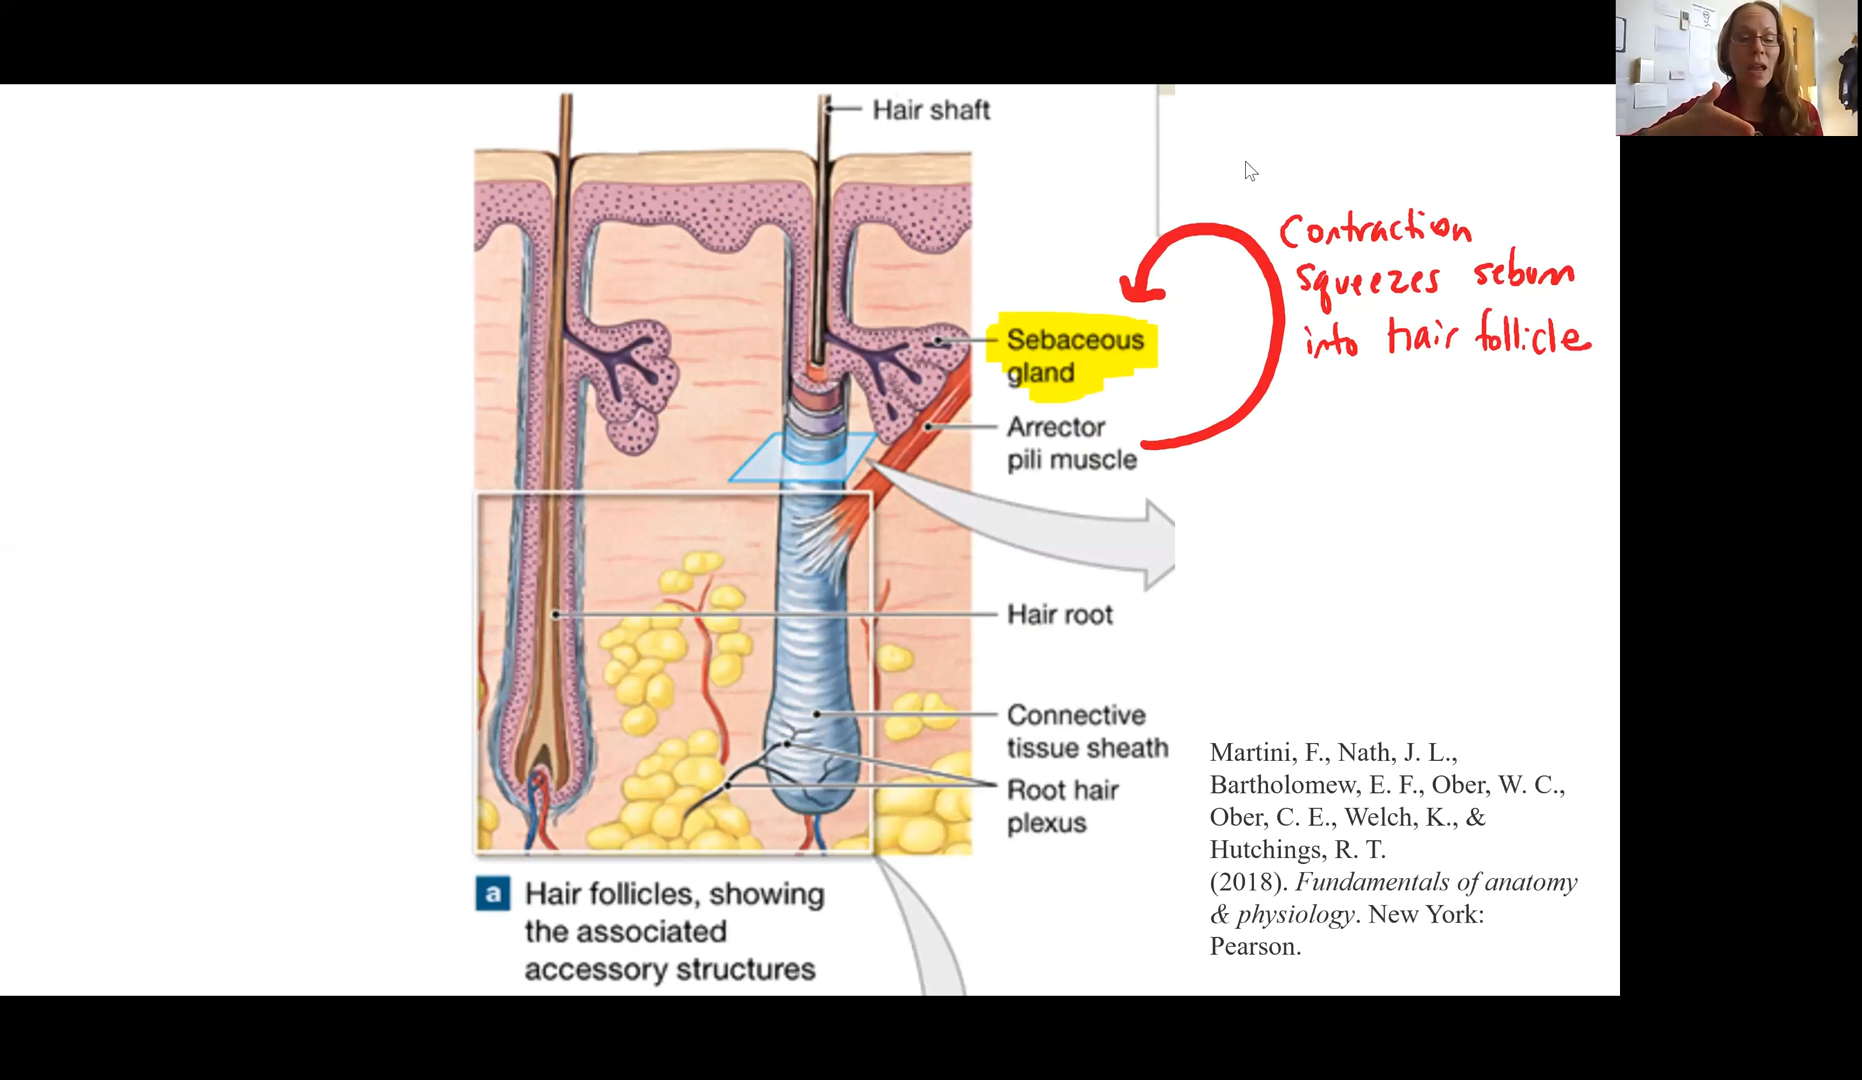 Hair shaft
Contraction
squeezes sebum
into hair follicle
Sebaceous
gland
Arrector
pili muscle
Hair root
Connective
tissue sheath
Root hair
plexus
Martini, F., Nath, J. L.,
Bartholomew, E. F., Ober, W. C.,
Ober, C. E., Welch, K., &
Hutchings, R. T.
(2018). Fundamentals of anatomy
& physiology. New York:
Pearson.
a Hair follicles, showing
the associated
accessory structures